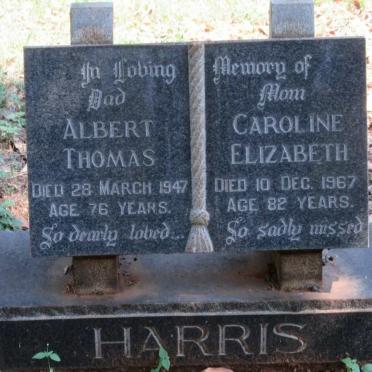 In Loving Memory of
Dad
ALBERT
THOMAS
DIED 28 MARCH 1947
AGE 76 YEARS.
So dearly loved...
Mom
CAROLINE
ELIZABETH
DIED 10 DEC. 1967
AGE 82 YEARS.
So sadly missed
HARRIS